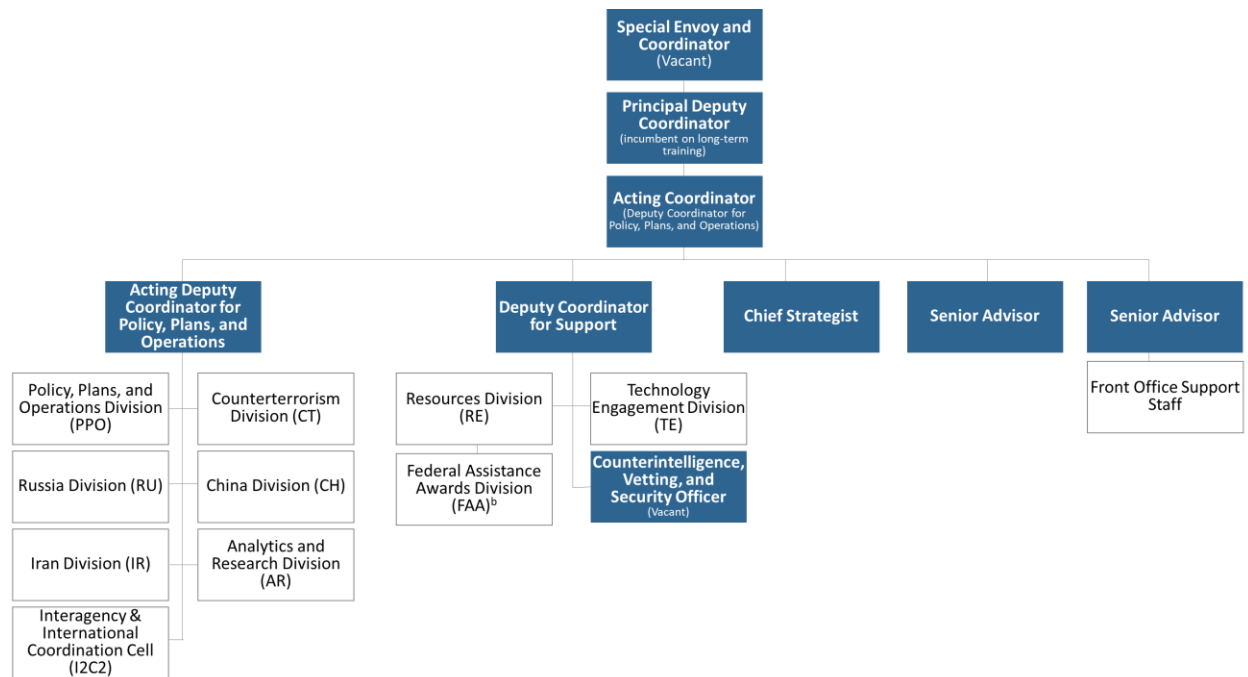 Special Envoy and
Coordinator
(Vacant)
Principal Deputy
Coordinator
(incumbent on long-term
training)
Acting Coordinator
(Deputy Coordinator for
Policy, Plans, and Operations)
Acting Deputy
Coordinator for
Policy, Plans, and
Operations
Deputy Coordinator
for Support
Chief Strategist
Senior Advisor
Senior Advisor
Policy, Plans, and
Operations Division
(PPO)
Counterterrorism
Division (CT)
Resources Division
(RE)
Technology
Engagement Division
(TE)
Front Office Support
Staff
Russia Division (RU)
China Division (CH)
Federal Assistance
Awards Division
(FAA)b
Counterintelligence,
Vetting, and
Security Officer
(Vacant)
Iran Division (IR)
Analytics and
Research Division
(AR)
Interagency &
International
Coordination Cell
(I2C2)